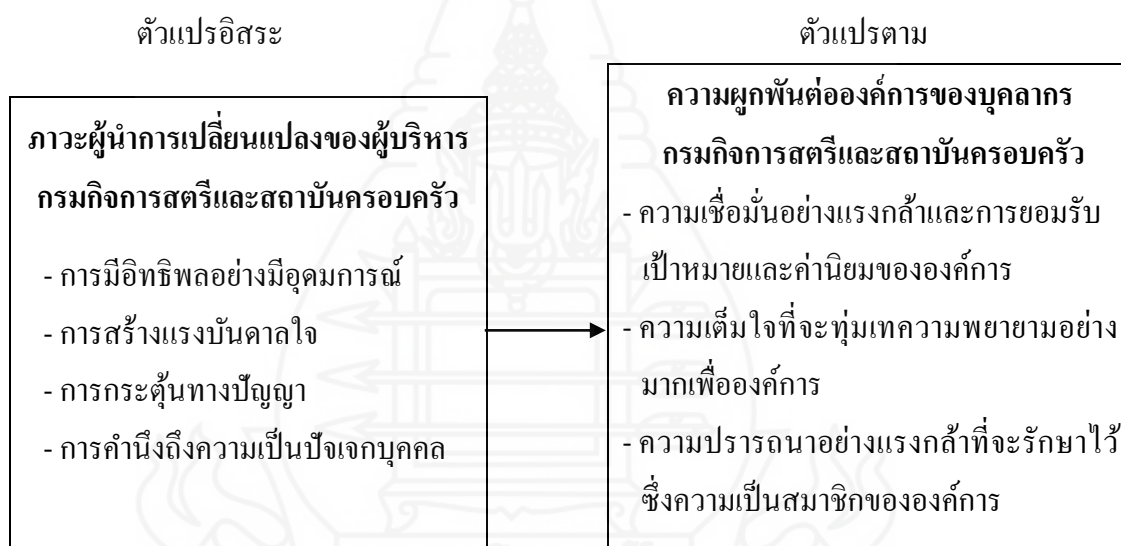 ตัวแปรอิสระ
ภาวะผู้นำการเปลี่ยนแปลงของผู้บริหาร
กรมกิจการสตรีและสถาบันครอบครัว
- การมีอิทธิพลอย่างมีอุดมการณ์
- การสร้างแรงบันดาลใจ
- การกระตุ้นทางปัญญา
- การคำนึงถึงความเป็นปัจเจกบุคคล
ตัวแปรตาม
ความผูกพันต่อองค์การของบุคลากร
กรมกิจการสตรีและสถาบันครอบครัว
- ความเชื่อมั่นอย่างแรงกล้าและการยอมรับ
เป้าหมายและค่านิยมขององค์การ
- ความเต็มใจที่จะทุ่มเทความพยายามอย่าง
มากเพื่อองค์การ
- ความปรารถนาอย่างแรงกล้าที่จะรักษาไว้
ซึ่งความเป็นสมาชิกขององค์การ